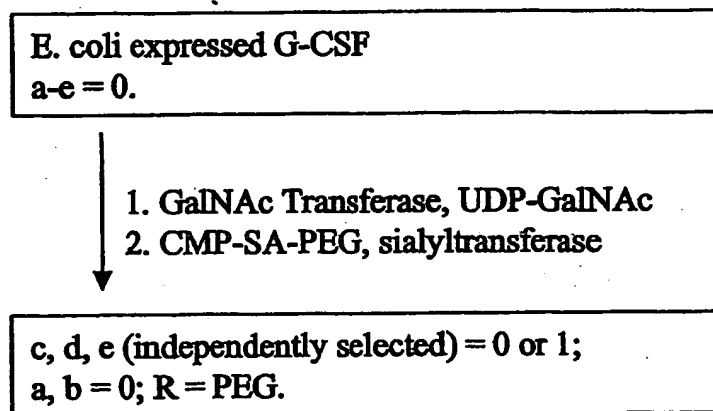 E. coli expressed G-CSF
a-e = 0.
1. GalNAc Transferase, UDP-GalNAc
2. CMP-SA-PEG, sialyltransferase
c, d, e (independently selected) = 0 or 1;
a, b = 0; R = PEG.